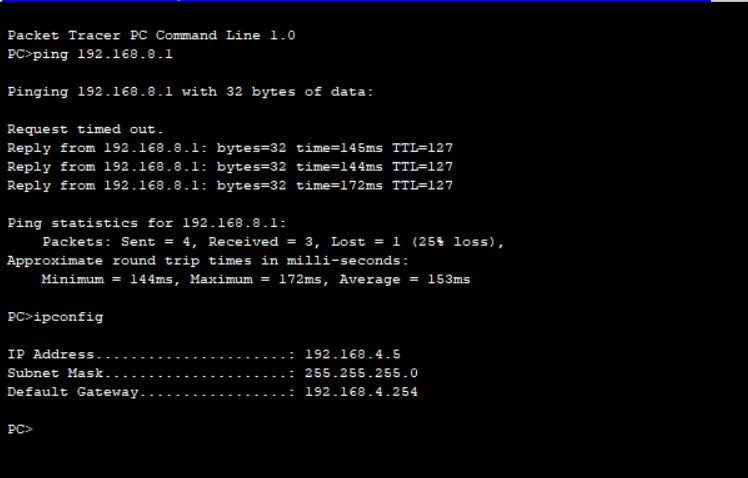 Packet Tracer PC Command Line 1.0
PC>ping 192.168.8.1
Pinging 192.168.8.1 with 32 bytes of data:
Request timed out.
Reply from 192.168.8.1: bytes=32 time=145ms TTL=127
Reply from 192.168.8.1: bytes=32 time=144ms TTL=127
Reply from 192.168.8.1: bytes=32 time=172ms TTL=127
Ping statistics for 192.168.8.1:
    Packets: Sent = 4, Received = 3, Lost = 1 (25% loss),
Approximate round trip times in milli-seconds:
    Minimum = 144ms, Maximum = 172ms, Average = 153ms
PC>ipconfig
IP Address......................: 192.168.4.5
Subnet Mask.....................: 255.255.255.0
Default Gateway.................: 192.168.4.254
PC>